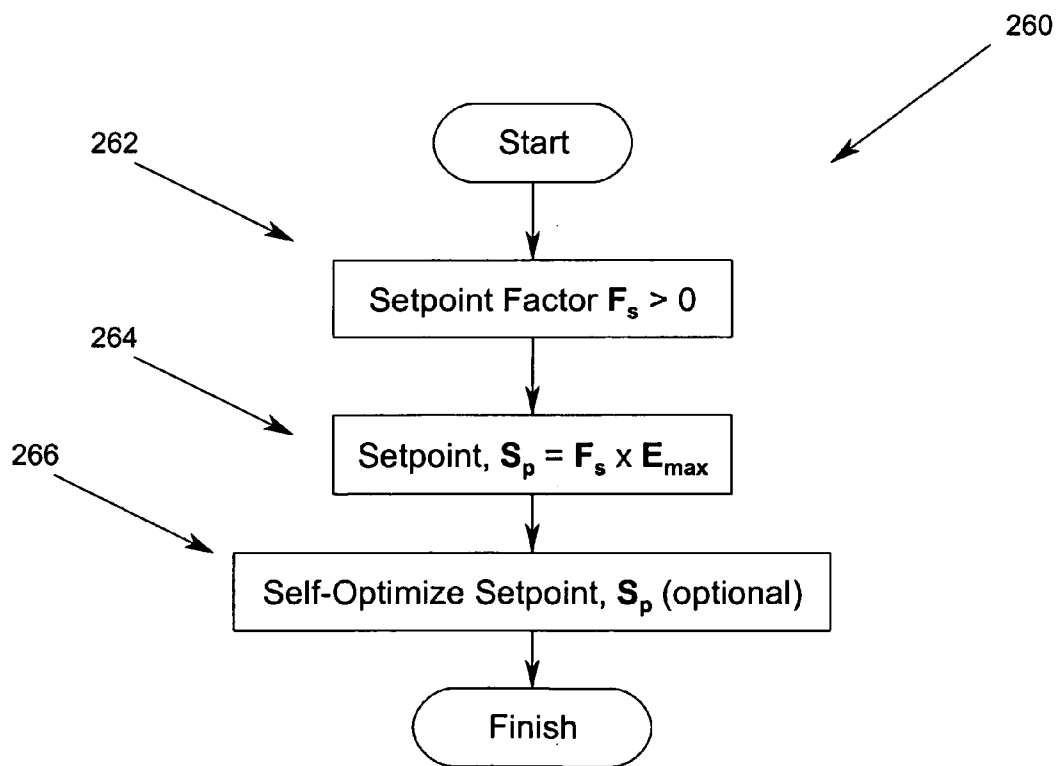 260
Start
262
Setpoint Factor Fs > 0
264
Setpoint, Sp = Fs x Emax
266
Self-Optimize Setpoint, Sp (optional)
Finish